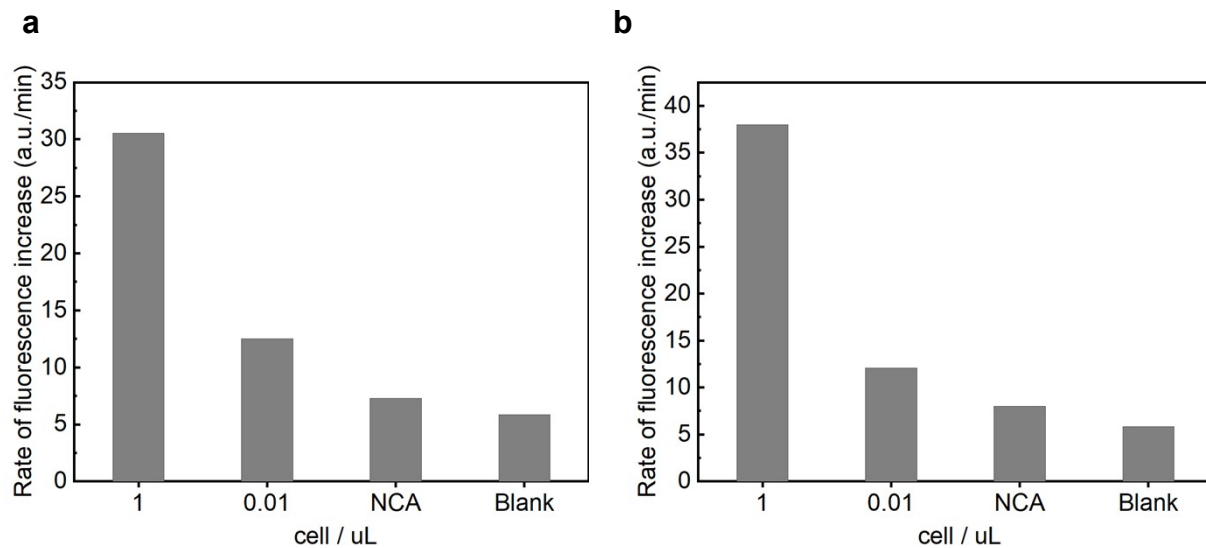 a
Rate of fluorescence increase (a.u./min)
35
30
25
20
15
10
5
0
1 0.01 NCA Blank
cell / uL
b
Rate of fluorescence increase (a.u./min)
40
35
30
25
20
15
10
5
0
1 0.01 NCA Blank
cell / uL